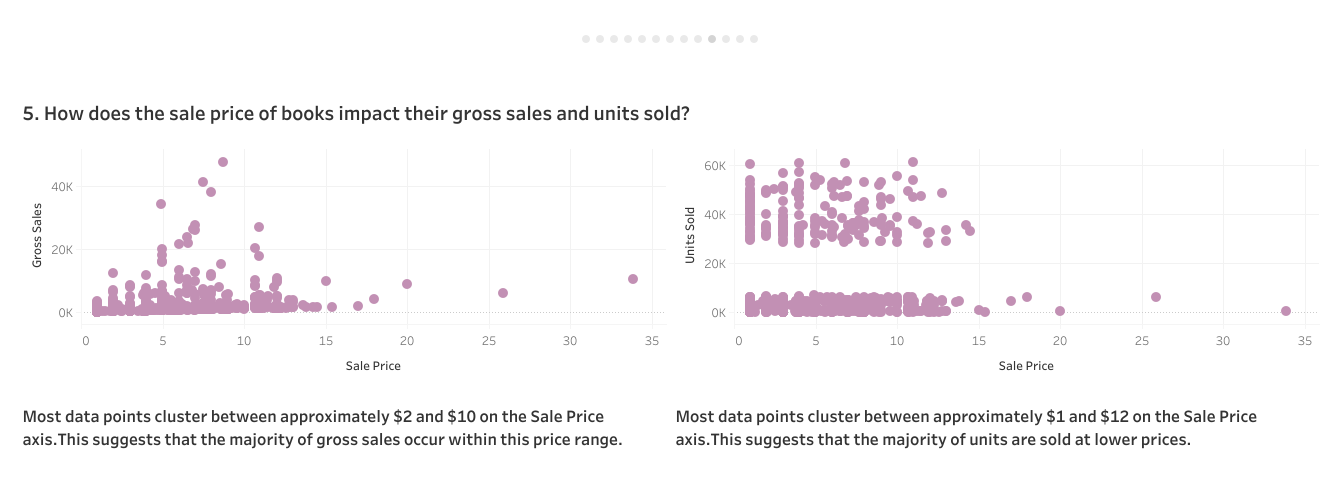 5. How does the sale price of books impact their gross sales and units sold?
Gross Sales
40K
20K
0K
0 5 10 15 20 25 30 35
Sale Price
Units Sold
60K
40K
20K
0K
0 5 10 15 20 25 30 35
Sale Price
Most data points cluster between approximately $2 and $10 on the Sale Price
axis.This suggests that the majority of gross sales occur within this price range.
Most data points cluster between approximately $1 and $12 on the Sale Price
axis.This suggests that the majority of units are sold at lower prices.